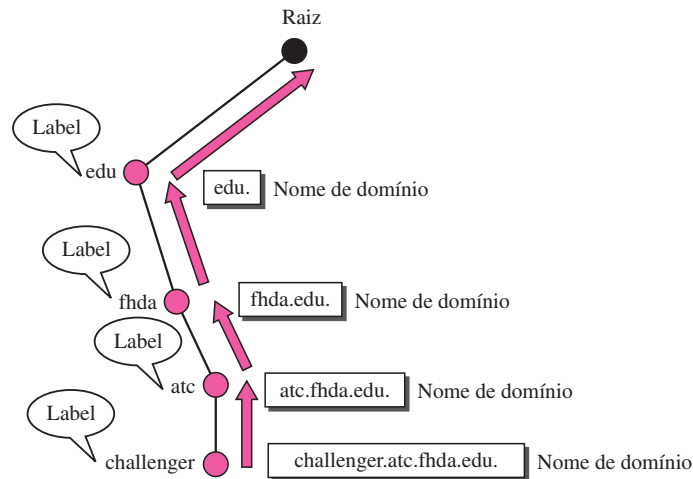 Raiz
Label
edu
edu. Nome de domínio
Label
fhda
fhda.edu. Nome de domínio
Label
atc
atc.fhda.edu. Nome de domínio
Label
challenger
challenger.atc.fhda.edu. Nome de domínio